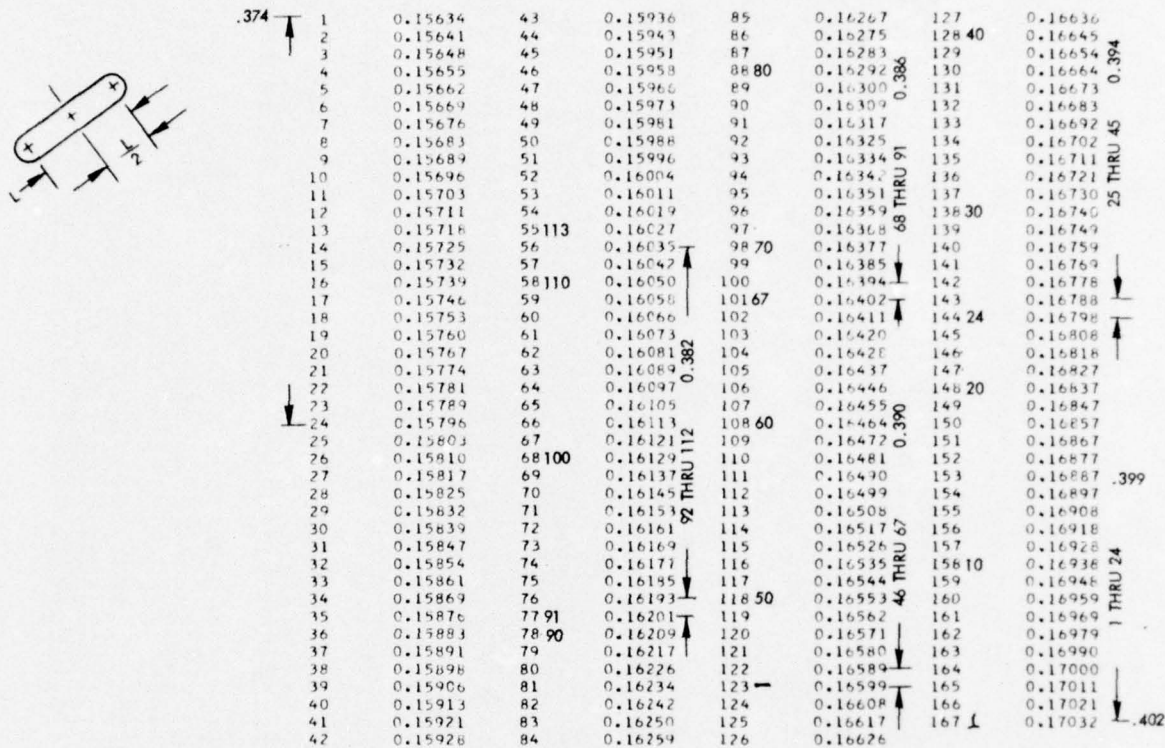 .374 1 0.15634 43 0.15936 85 0.16267 127 0.16636
2 0.15641 44 0.15943 86 0.16275 128 40 0.16645
3 0.15648 45 0.15951 87 0.16283 129 0.16654
4 0.15655 46 0.15958 88 80 0.16292 130 0.16664
5 0.15662 47 0.15966 89 0.16300 131 0.16673
6 0.15669 48 0.15973 90 0.16309 132 0.16683
7 0.15676 49 0.15981 91 0.16317 133 0.16692
8 0.15683 50 0.15988 92 0.16325 134 0.16702
9 0.15689 51 0.15996 93 0.16334 135 0.16711
10 0.15696 52 0.16004 94 0.16342 136 0.16721
11 0.15703 53 0.16011 95 0.16351 137 0.16730
12 0.15711 54 0.16019 96 0.16359 138 30 0.16740
13 0.15718 55 113 0.16027 97 0.16368 139 0.16749
14 0.15725 56 0.16035 98 70 0.16377 140 0.16759
15 0.15732 57 0.16042 99 0.16385 141 0.16769
16 0.15739 58 110 0.16050 100 0.16394 142 0.16778
17 0.15746 59 0.16058 101 67 0.16402 143 0.16788
18 0.15753 60 0.16066 102 0.16411 144 24 0.16798
19 0.15760 61 0.16073 103 0.16420 145 0.16808
20 0.15767 62 0.16081 104 0.16428 146 0.16818
21 0.15774 63 0.16089 105 0.16437 147 0.16827
22 0.15781 64 0.16097 106 0.16446 148 20 0.16837
23 0.15789 65 0.16105 107 0.16455 149 0.16847
24 0.15796 66 0.16113 108 60 0.16464 150 0.16857
25 0.15803 67 0.16121 109 0.16472 151 0.16867
26 0.15810 68 100 0.16129 110 0.16481 152 0.16877
27 0.15817 69 0.16137 111 0.16490 153 0.16887 .399
28 0.15825 70 0.16145 112 0.16499 154 0.16897
29 0.15832 71 0.16153 113 0.16508 155 0.16908
30 0.15839 72 0.16161 114 0.16517 156 0.16918
31 0.15847 73 0.16169 115 0.16526 157 0.16928
32 0.15854 74 0.16177 116 0.16535 158 10 0.16938
33 0.15861 75 0.16185 117 0.16544 159 0.16948
34 0.15869 76 0.16193 118 50 0.16553 160 0.16959
35 0.15876 77 91 0.16201 119 0.16562 161 0.16969
36 0.15883 78 90 0.16209 120 0.16571 162 0.16979
37 0.15891 79 0.16217 121 0.16580 163 0.16990
38 0.15898 80 0.16226 122 0.16589 164 0.17000
39 0.15906 81 0.16234 123 0.16599 165 0.17011
40 0.15913 82 0.16242 124 0.16608 166 0.17021
41 0.15921 83 0.16250 125 0.16617 167 1 0.17032 .402
42 0.15928 84 0.16259 126 0.16626
92 THRU 112 0.382
68 THRU 91 0.386
46 THRU 67 0.390
25 THRU 45 0.394
1 THRU 24
L
L
2